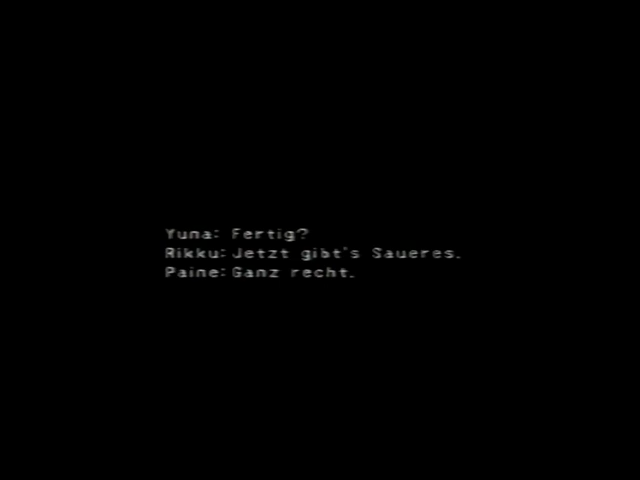 Yuna: Fertig?
Rikku: Jetzt gibt's Saueres.
Paine: Ganz recht.